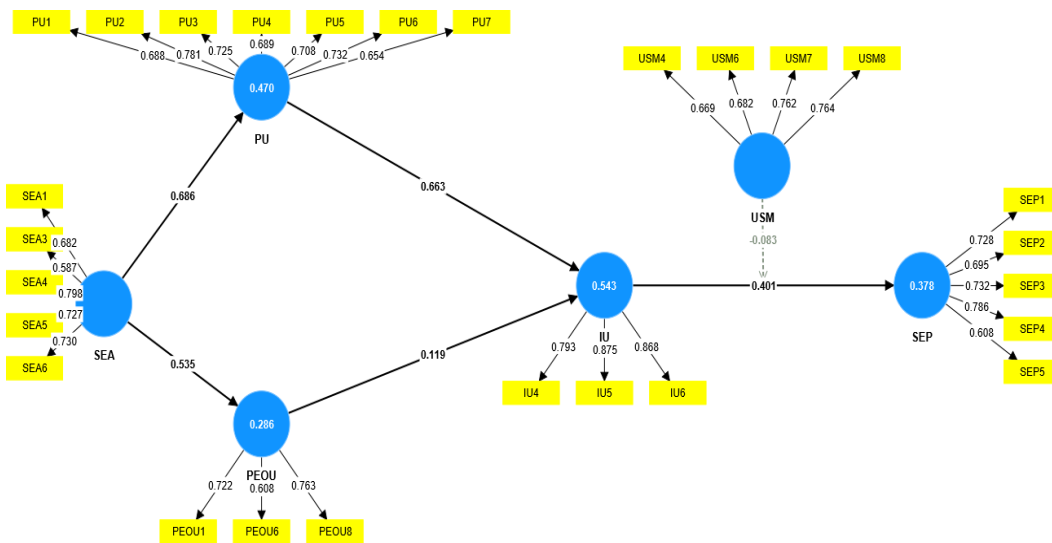 PU1 PU2 PU3 PU4 PU5 PU6 PU7
0.688 0.781 0.725 0.689 0.708 0.732 0.654
0.470
PU
USM4 USM6 USM7 USM8
0.669 0.682 0.762 0.764
USM
-0.083
0.686
0.663
SEA1
SEA3
SEA4
SEA5
SEA6
0.682
0.587
0.798
0.727
0.730
SEA
0.535
0.119
0.543
IU
0.793 0.875 0.868
IU4 IU5 IU6
0.401
0.378
SEP
0.728
0.695
0.732
0.786
0.608
SEP1
SEP2
SEP3
SEP4
SEP5
0.286
PEOU
0.722 0.608 0.763
PEOU1 PEOU6 PEOU8